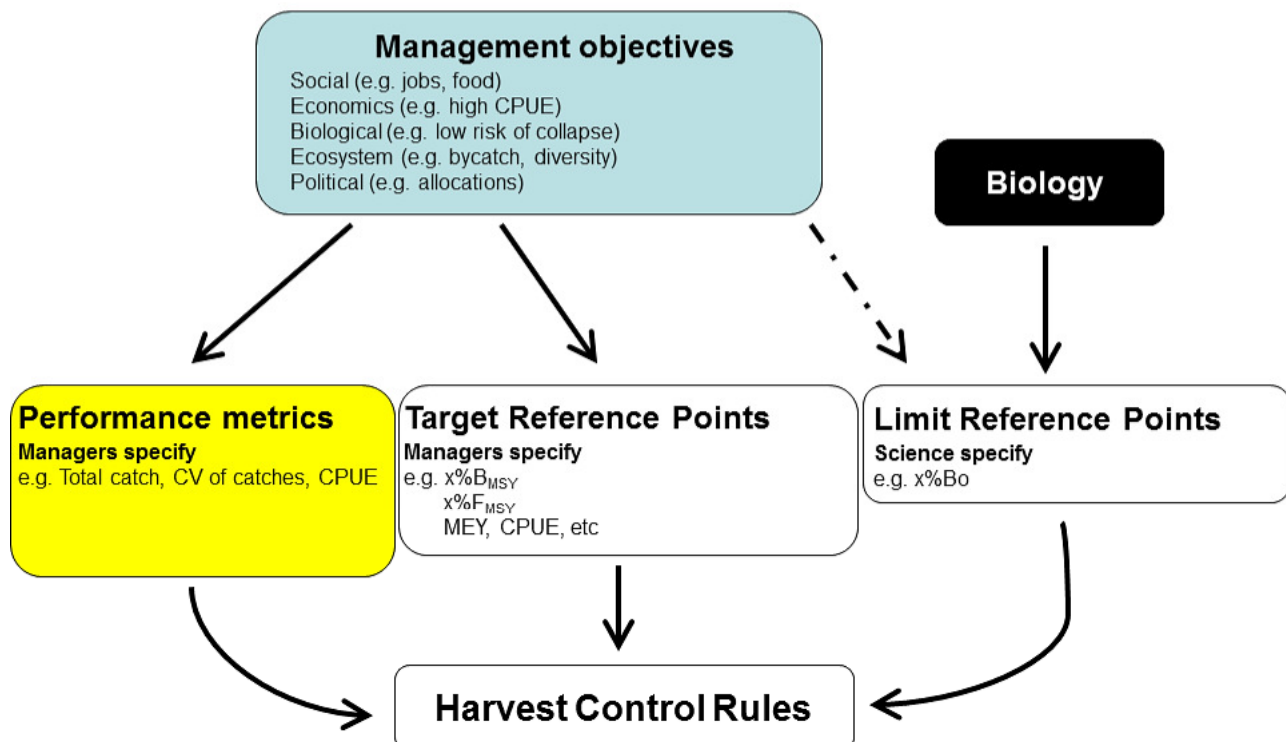 Management objectives
Social (e.g. jobs, food)
Economics (e.g. high CPUE)
Biological (e.g. low risk of collapse)
Ecosystem (e.g. bycatch, diversity)
Political (e.g. allocations)
Biology
Performance metrics
Managers specify
e.g. Total catch, CV of catches, CPUE
Target Reference Points
Managers specify
e.g. x%B_MSY
x%F_MSY
MEY, CPUE, etc
Limit Reference Points
Science specify
e.g. x%Bo
Harvest Control Rules